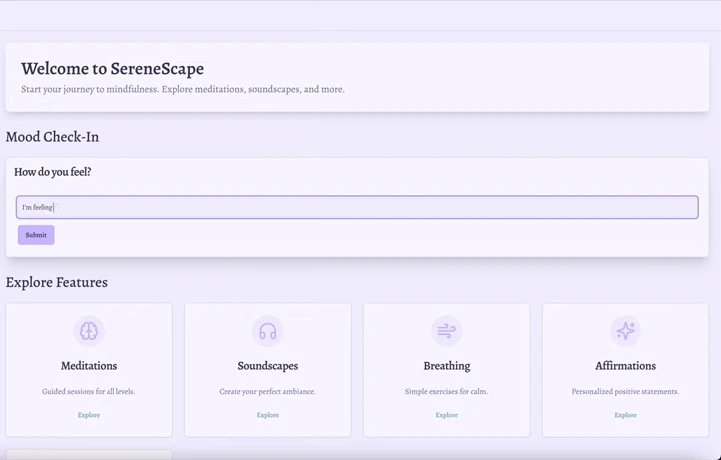 Welcome to SereneScape
Start your journey to mindfulness. Explore meditations, soundscapes, and more.
Mood Check-In
How do you feel?
I'm feeling
Submit
Explore Features
Meditations
Guided sessions for all levels.
Explore
Soundscapes
Create your perfect ambiance.
Explore
Breathing
Simple exercises for calm.
Explore
Affirmations
Personalized positive statements.
Explore